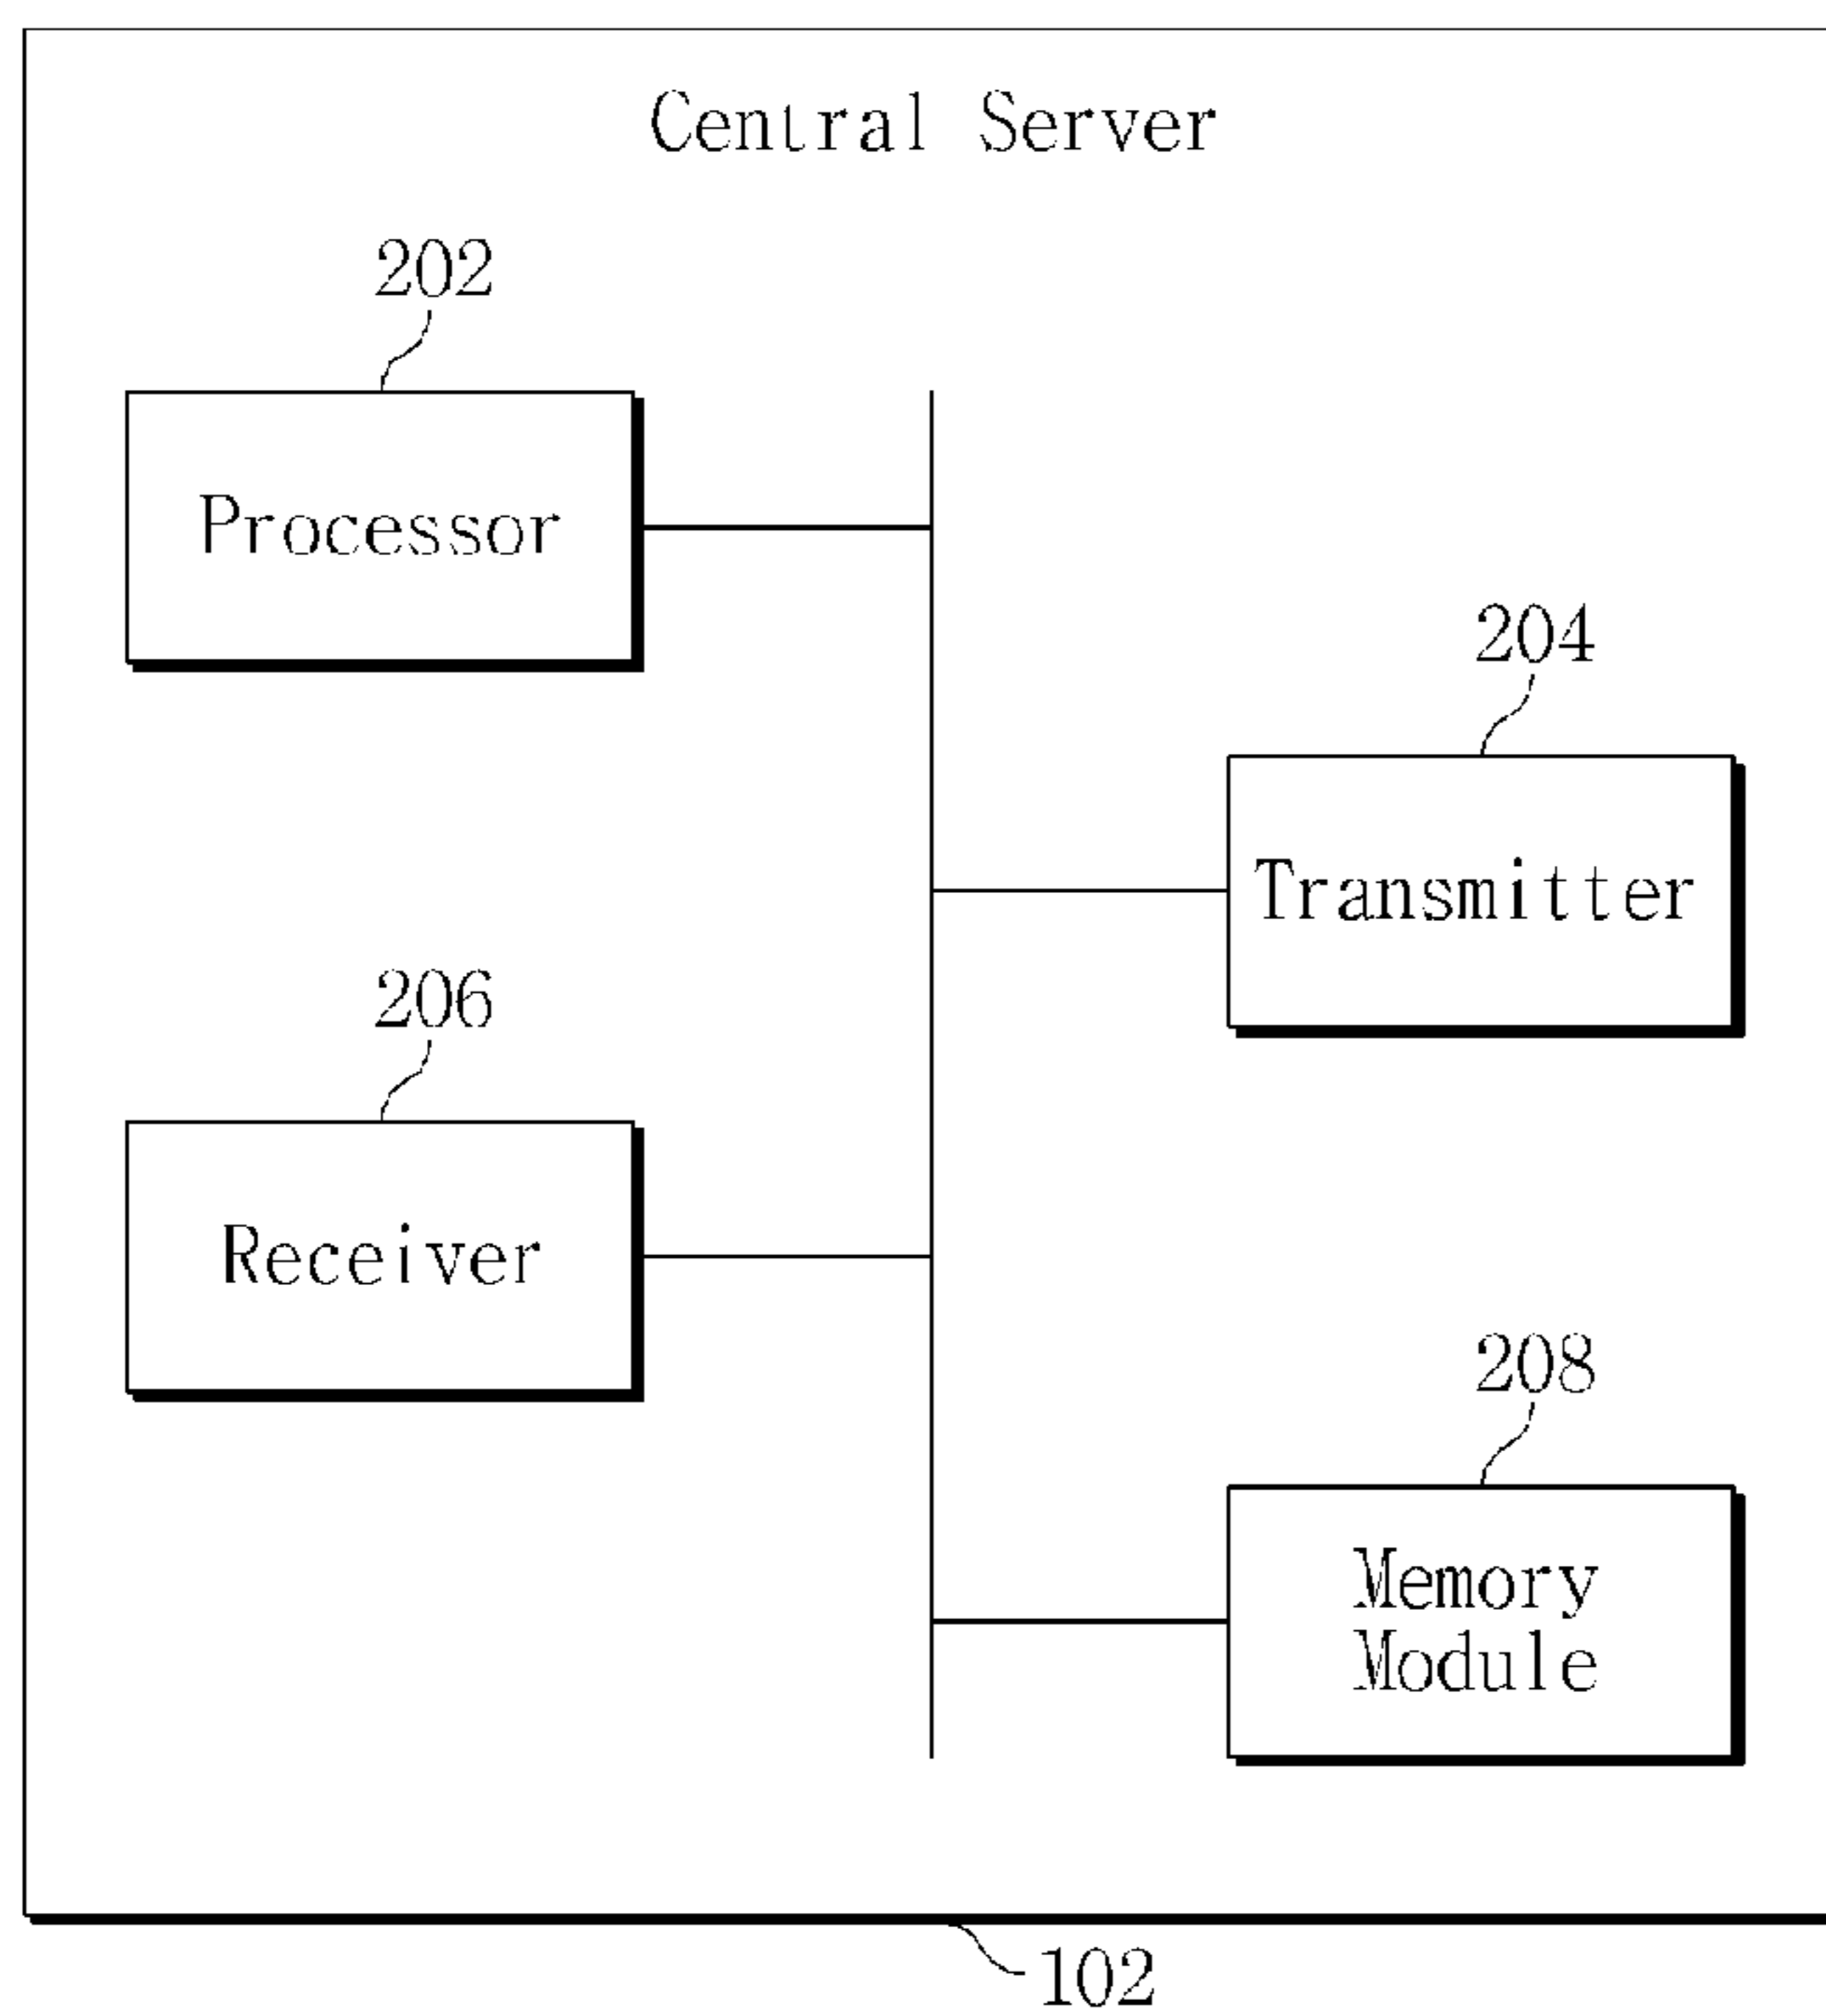 Central Server
202
Processor
204
Transmitter
206
Receiver
208
Memory
Module
102